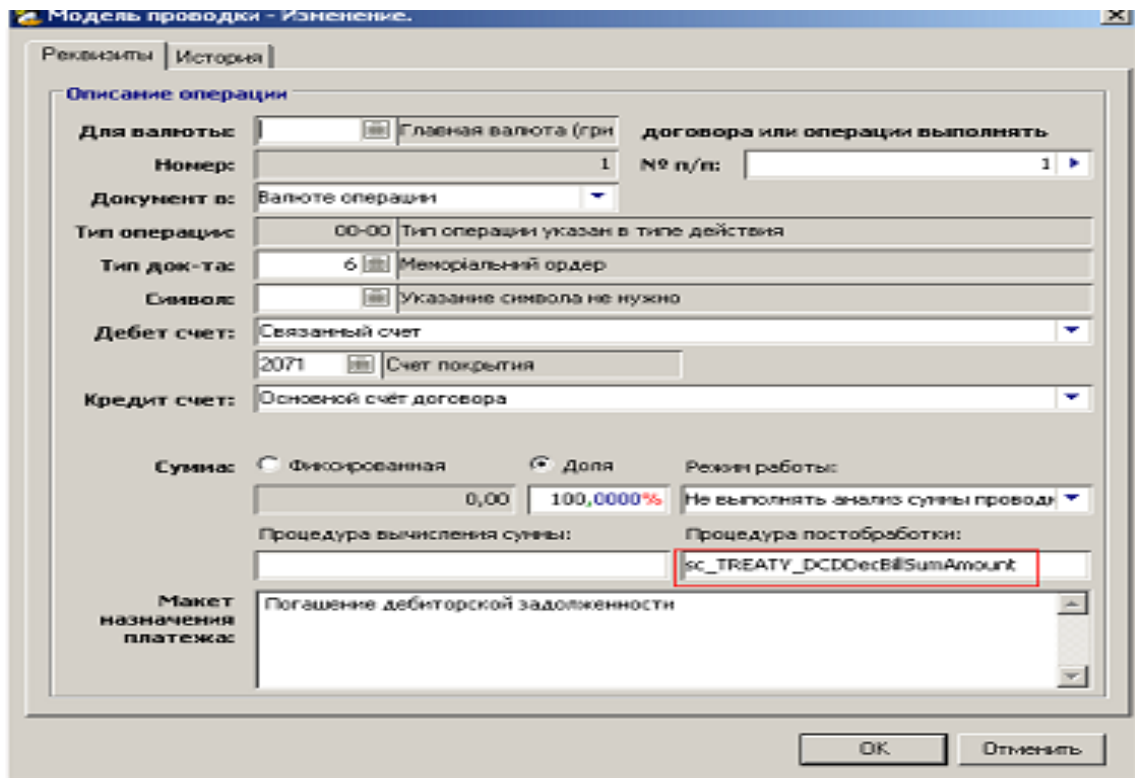 Модель проводки - Изменение.
Реквизиты История
Описание операции
Для валюты: Главная валюта (гри договора или операции выполнять
Номер: 1 № п/п: 1
Документ в: Валюте операции
Тип операции: 00-00 Тип операции указан в типе действия
Тип док-та: 6 Меморіальний ордер
Символ: Указание символа не нужно
Дебет счет: Связанный счет
2071 Счет покрытия
Кредит счет: Основной счёт договора
Сумма: Фиксированная Доля Режим работы:
0,00 100,0000% Не выполнять анализ суммы проводк
Процедура вычисления суммы: Процедура постобработки:
sc_TREATY_DCDDecBillSumAmount
Макет назначения платежа: Погашение дебиторской задолженности
OK Отменить